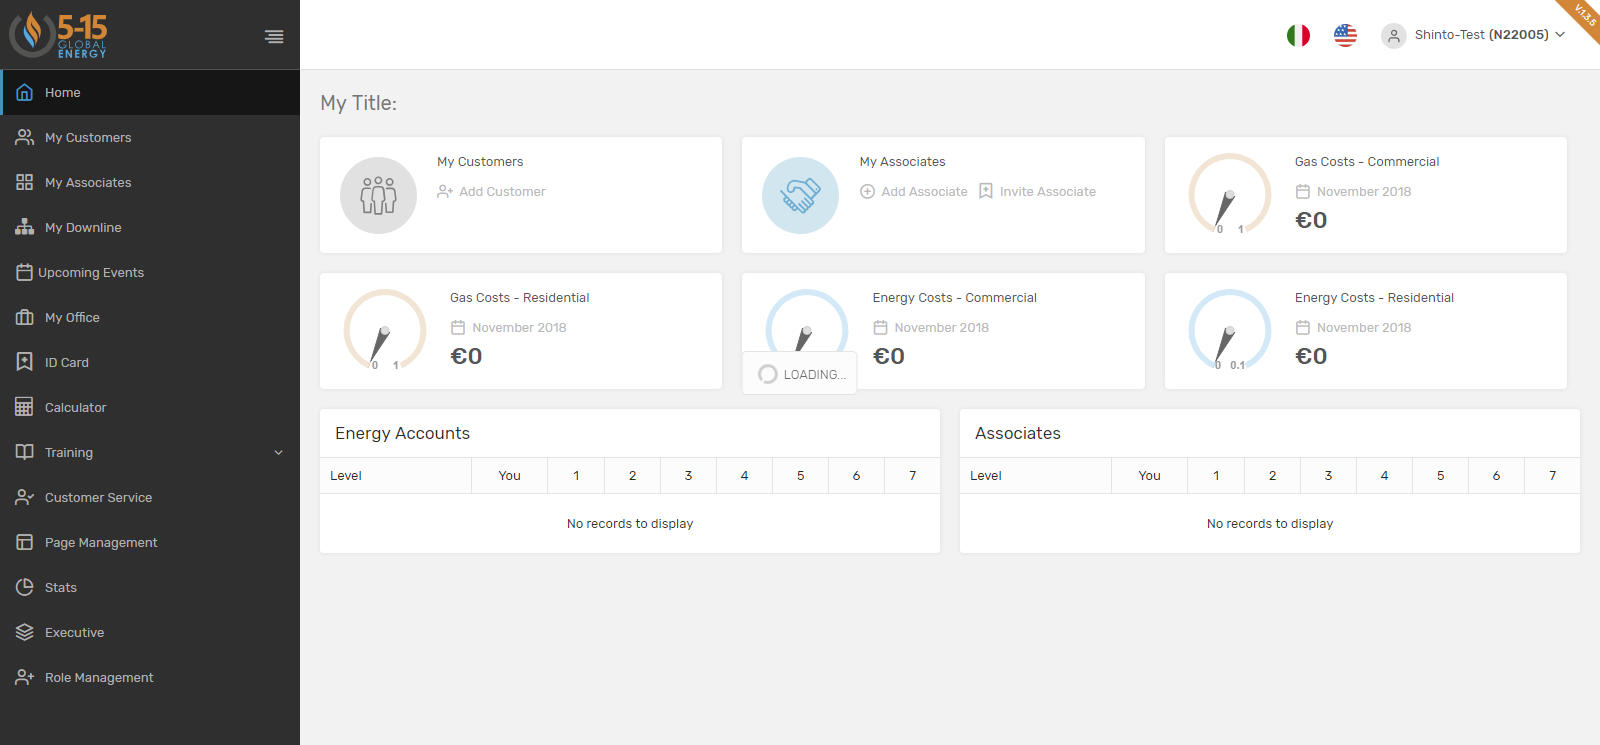 5-15
GLOBAL
ENERGY
Shinto-Test (N22005)
V.1.3.5
Home
My Customers
My Associates
My Downline
Upcoming Events
My Office
ID Card
Calculator
Training
Customer Service
Page Management
Stats
Executive
Role Management
My Title:
My Customers
Add Customer
My Associates
Add Associate Invite Associate
Gas Costs - Commercial
November 2018
€0
0 1
Gas Costs - Residential
November 2018
€0
0 1
Energy Costs - Commercial
November 2018
€0
LOADING...
Energy Costs - Residential
November 2018
€0
0 0.1
Energy Accounts
Level You 1 2 3 4 5 6 7
No records to display
Associates
Level You 1 2 3 4 5 6 7
No records to display